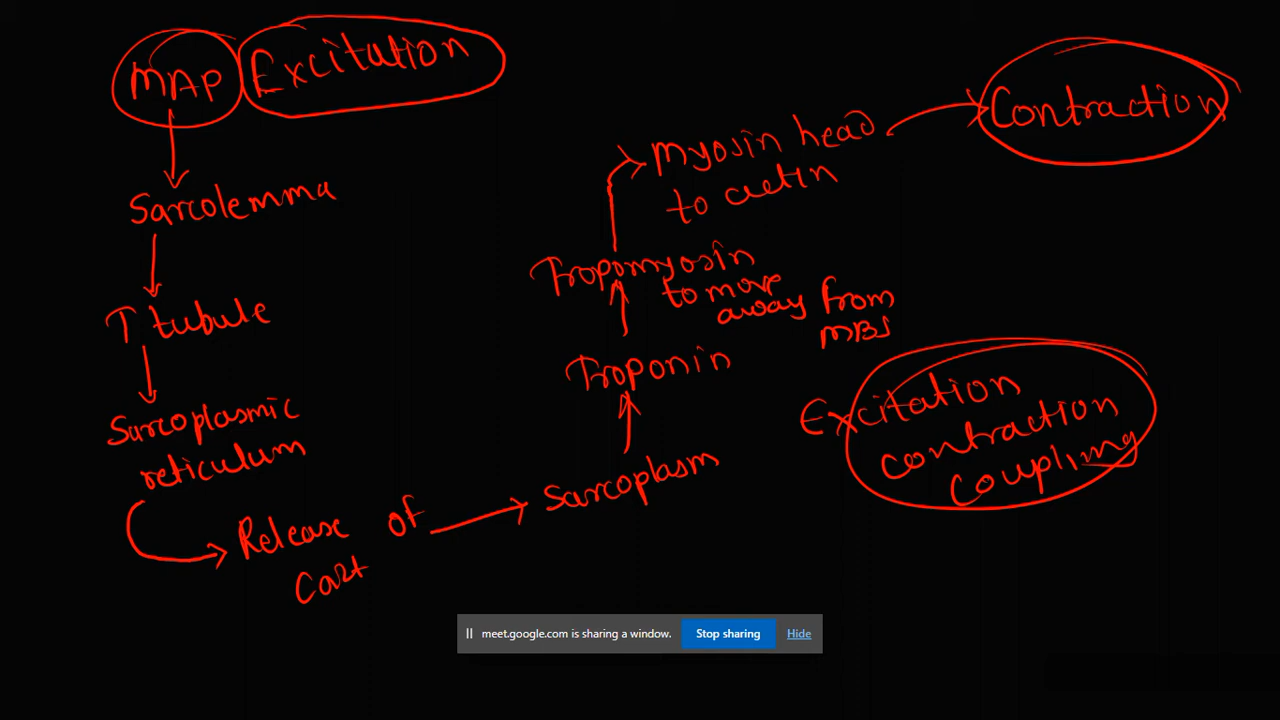 MAP Excitation
Sarcolemma
T tubule
Sarcoplasmic
reticulum
Release of
Ca2+
Sarcoplasm
Troponin
Tropomyosin
to move
away from
MBS
Myosin head
to actin
Contraction
Excitation
contraction
coupling
meet.google.com is sharing a window. Stop sharing Hide